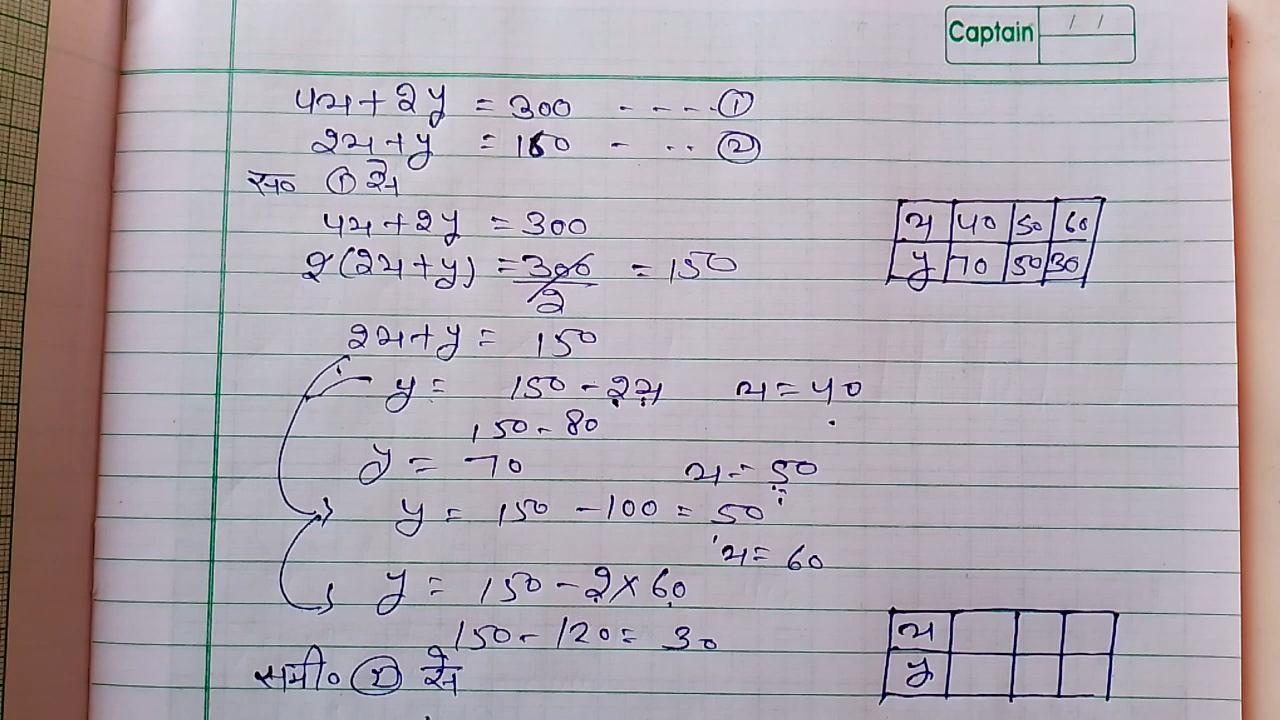 Captain / /
4x + 2y = 300 - - - - ①
2x + y = 160 - . . ②
स० ① से
4x + 2y = 300
2(2x + y) = 300/2 = 150
2x + y = 150
y = 150 - 2x x = 40
150 - 80
y = 70 x = 50
y = 150 - 100 = 50
x = 60
y = 150 - 2 × 60
150 - 120 = 30
समी० ② से
x 40 50 60
y 70 50 30
x
y